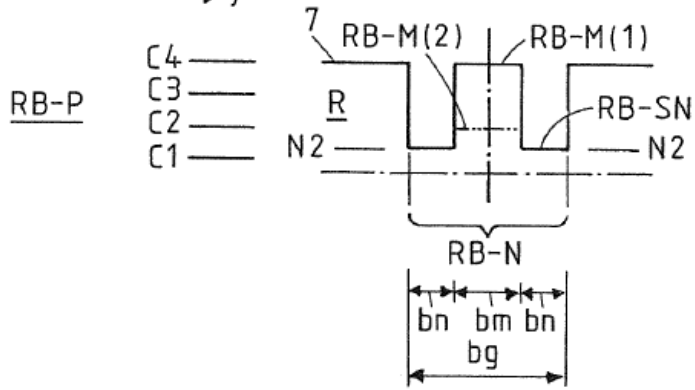 7
RB-M(2)
RB-M(1)
C4
C3
RB-P
R
RB-SN
C2
N2
N2
C1
RB-N
bn
bm
bn
bg